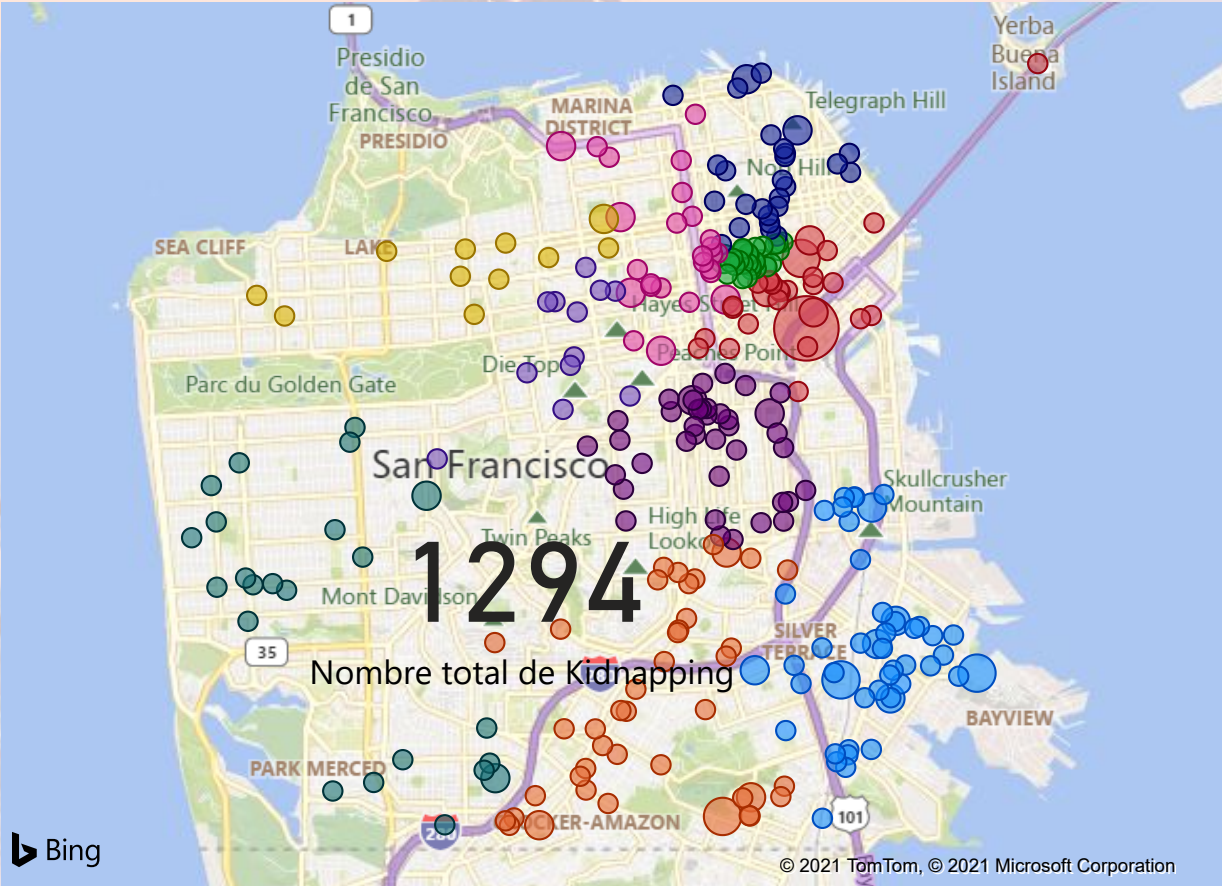 1
Yerba
Buena
Island
Presidio
de San
Francisco
MARINA
DISTRICT
Telegraph Hill
PRESIDIO
Nob Hill
SEA CLIFF
LAKE
Hayes Street Hill
Peaches Point
Die Top
Parc du Golden Gate
San Francisco
Skullcrusher
Mountain
High Life
Lookou
Twin Peaks
1294
Mont Davidson
SILVER
TERRACE
35
Nombre total de Kidnapping
BAYVIEW
PARK MERCED
CKER-AMAZON
101
280
Bing
© 2021 TomTom, © 2021 Microsoft Corporation